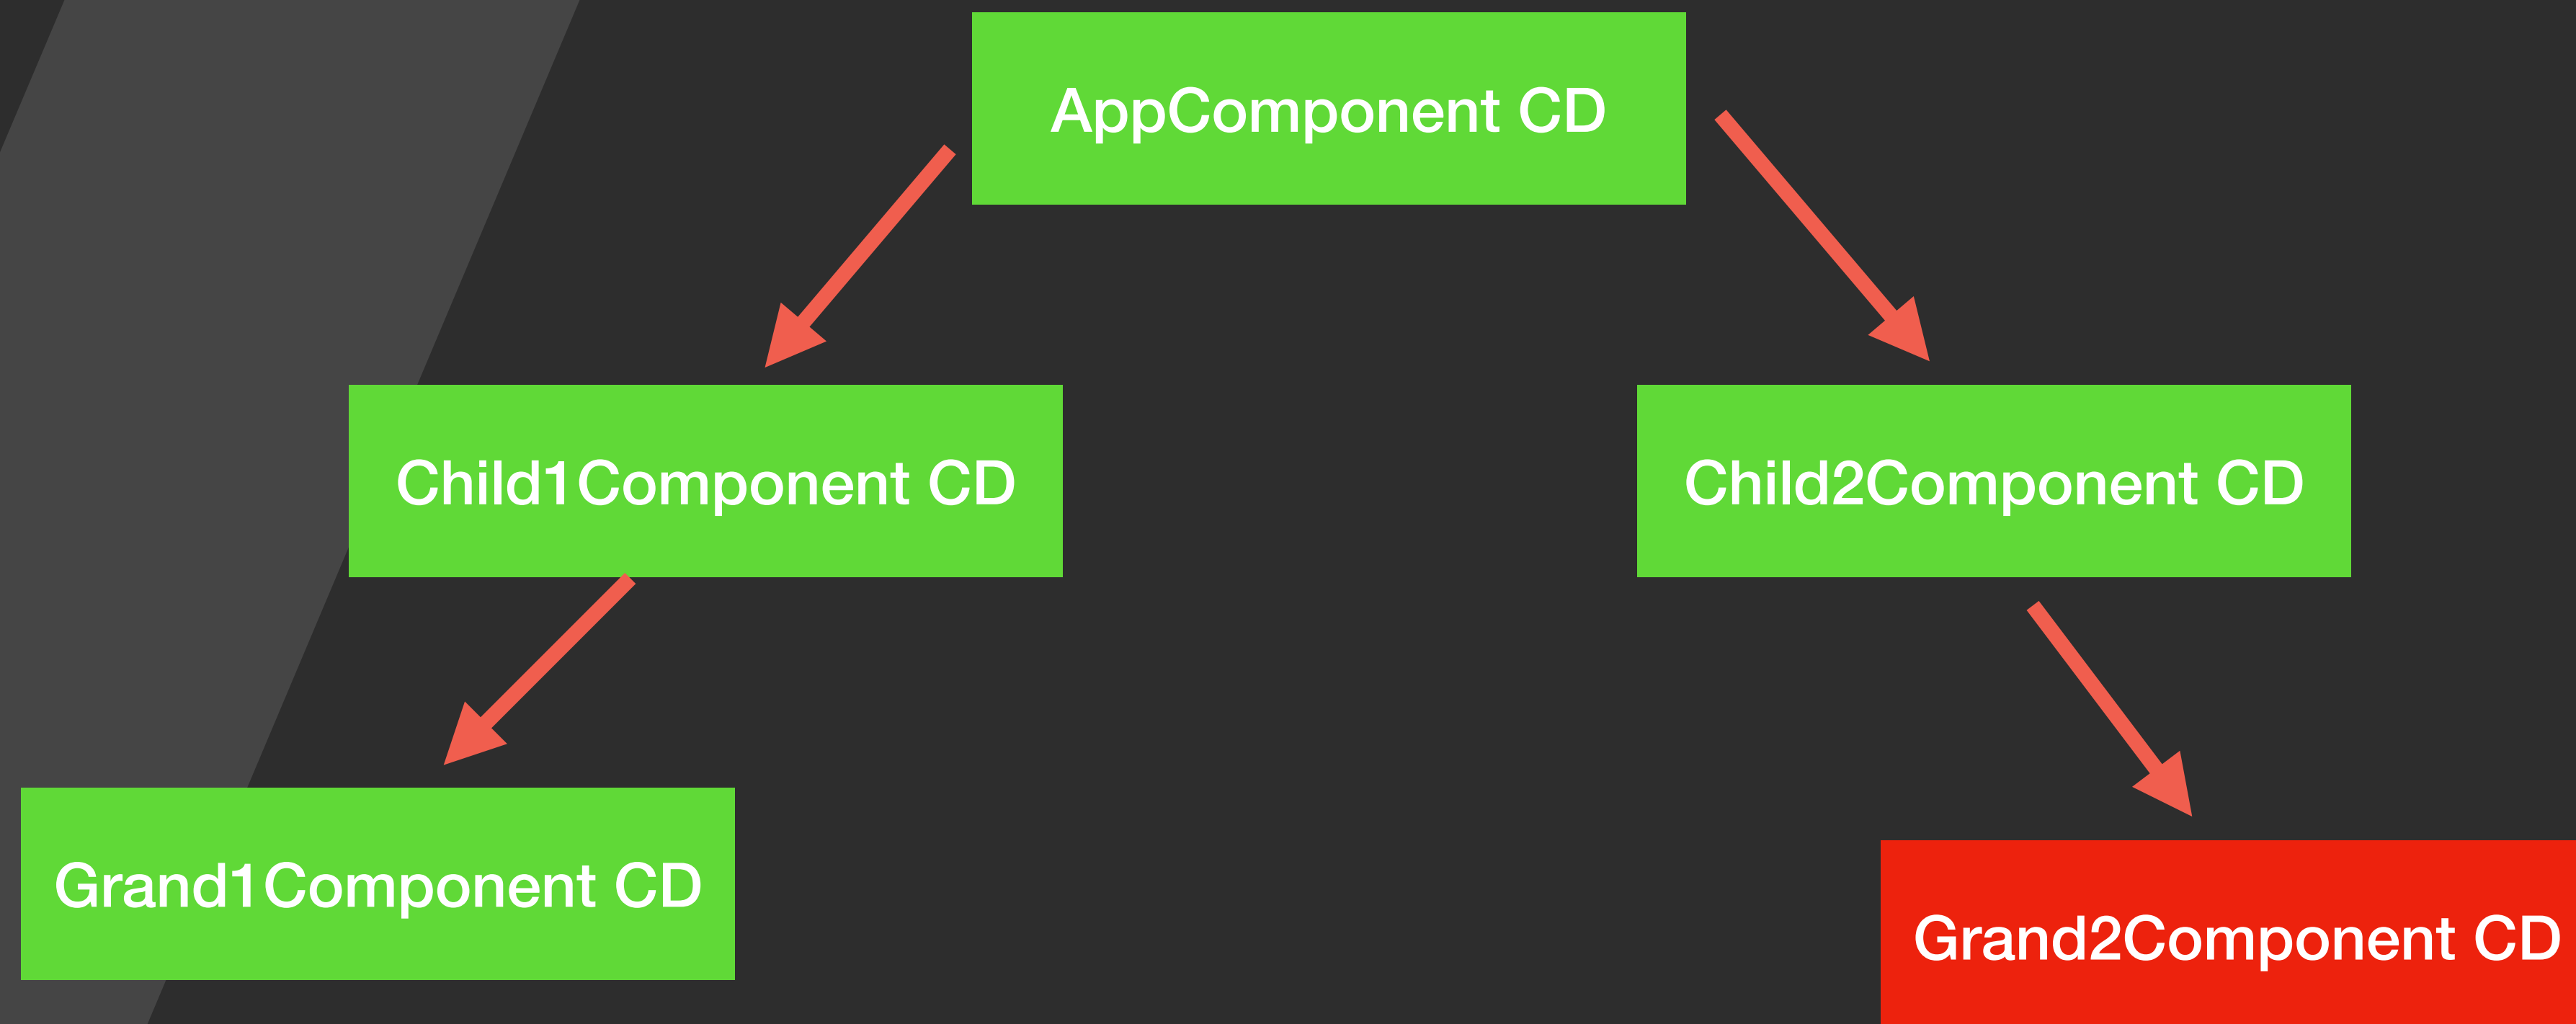 AppComponent CD
Child1Component CD
Child2Component CD
Grand1Component CD
Grand2Component CD